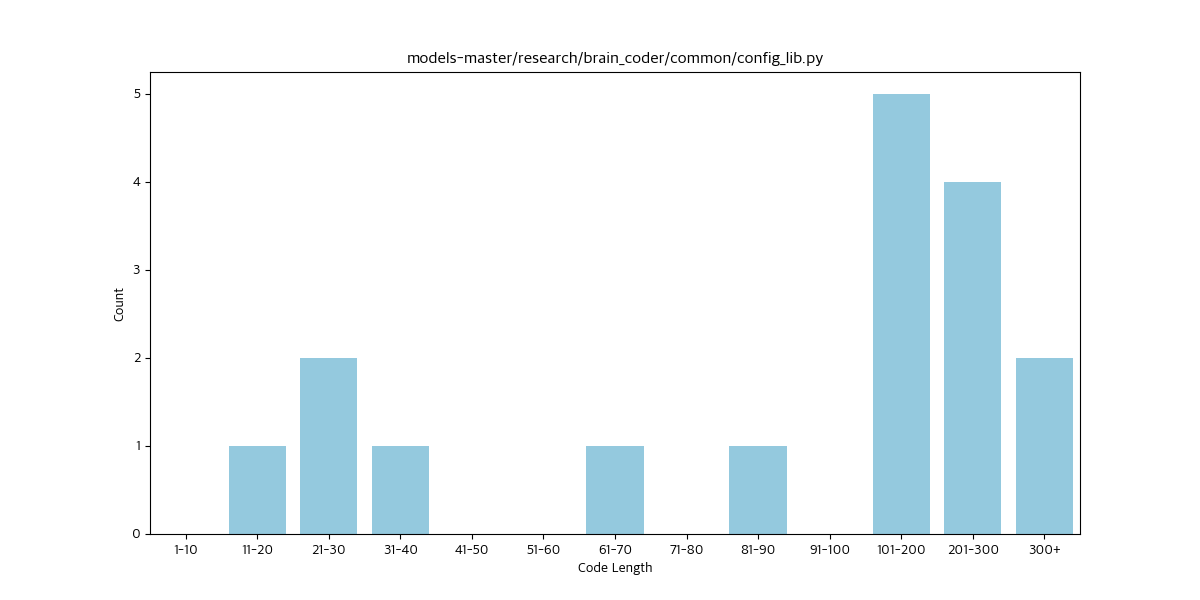 models-master/research/brain_coder/common/config_lib.py
5
4
3
2
1
0
Count
1-10 11-20 21-30 31-40 41-50 51-60 61-70 71-80 81-90 91-100 101-200 201-300 300+
Code Length